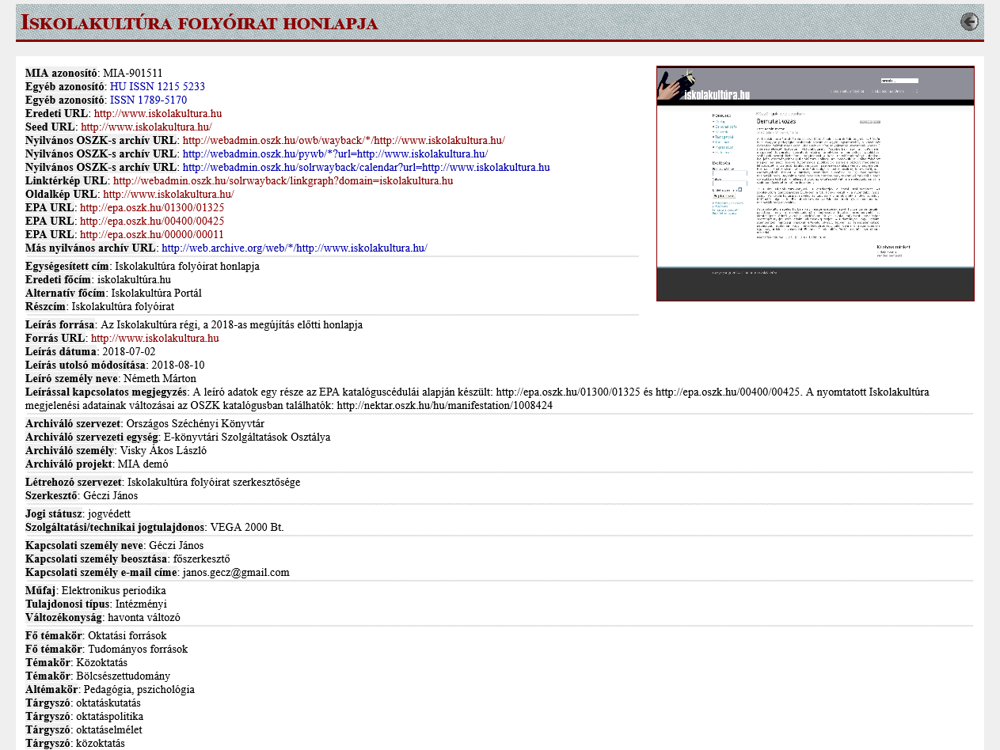 Iskolakultúra folyóirat honlapja
MIA azonosító: MIA-901511
Egyéb azonosító: HU ISSN 1215 5233
Egyéb azonosító: ISSN 1789-5170
Eredeti URL: http://www.iskolakultura.hu
Seed URL: http://www.iskolakultura.hu/
Nyilvános OSZK-s archív URL: http://webadmin.oszk.hu/owb/wayback/*/http://www.iskolakultura.hu/
Nyilvános OSZK-s archív URL: http://webadmin.oszk.hu/pywb/*?url=http://www.iskolakultura.hu/
Nyilvános OSZK-s archív URL: http://webadmin.oszk.hu/solrwayback/calendar?url=http://www.iskolakultura.hu
Linktérkép URL: http://webadmin.oszk.hu/solrwayback/linkgraph?domain=iskolakultura.hu
Oldalkép URL: http://www.iskolakultura.hu/
EPA URL: http://epa.oszk.hu/01300/01325
EPA URL: http://epa.oszk.hu/00400/00425
EPA URL: http://epa.oszk.hu/00000/00011
Más nyilvános archív URL: http://web.archive.org/web/*/http://www.iskolakultura.hu/
iskolakultúra.hu
Főmenü
Bemutatkozás
Belépés
Egységesített cím: Iskolakultúra folyóirat honlapja
Eredeti főcím: iskolakultúra.hu
Alternatív főcím: Iskolakultúra Portál
Részcím: Iskolakultúra folyóirat
Leírás forrása: Az Iskolakultúra régi, a 2018-as megújítás előtti honlapja
Forrás URL: http://www.iskolakultura.hu
Leírás dátuma: 2018-07-02
Leírás utolsó módosítása: 2018-08-10
Leíró személy neve: Németh Márton
Leírással kapcsolatos megjegyzés: A leíró adatok egy része az EPA katalóguscédulái alapján készült: http://epa.oszk.hu/01300/01325 és http://epa.oszk.hu/00400/00425. A nyomtatott Iskolakultúra
megjelenési adatainak változásai az OSZK katalógusban találhatók: http://nektar.oszk.hu/hu/manifestation/1008424
Archiváló szervezet: Országos Széchényi Könyvtár
Archiváló szervezeti egység: E-könyvtári Szolgáltatások Osztálya
Archiváló személy: Visky Ákos László
Archiváló projekt: MIA demó
Létrehozó szervezet: Iskolakultúra folyóirat szerkesztősége
Szerkesztő: Géczi János
Jogi státusz: jogvédett
Szolgáltatási/technikai jogtulajdonos: VEGA 2000 Bt.
Kapcsolati személy neve: Géczi János
Kapcsolati személy beosztása: főszerkesztő
Kapcsolati személy e-mail címe: janos.gecz@gmail.com
Műfaj: Elektronikus periodika
Tulajdonosi típus: Intézményi
Változékonyság: havonta változó
Fő témakör: Oktatási források
Fő témakör: Tudományos források
Témakör: Közoktatás
Témakör: Bölcsészettudomány
Altémakör: Pedagógia, pszichológia
Tárgyszó: oktatáskutatás
Tárgyszó: oktatáspolitika
Tárgyszó: oktatáselmélet
Tárgyszó: közoktatás